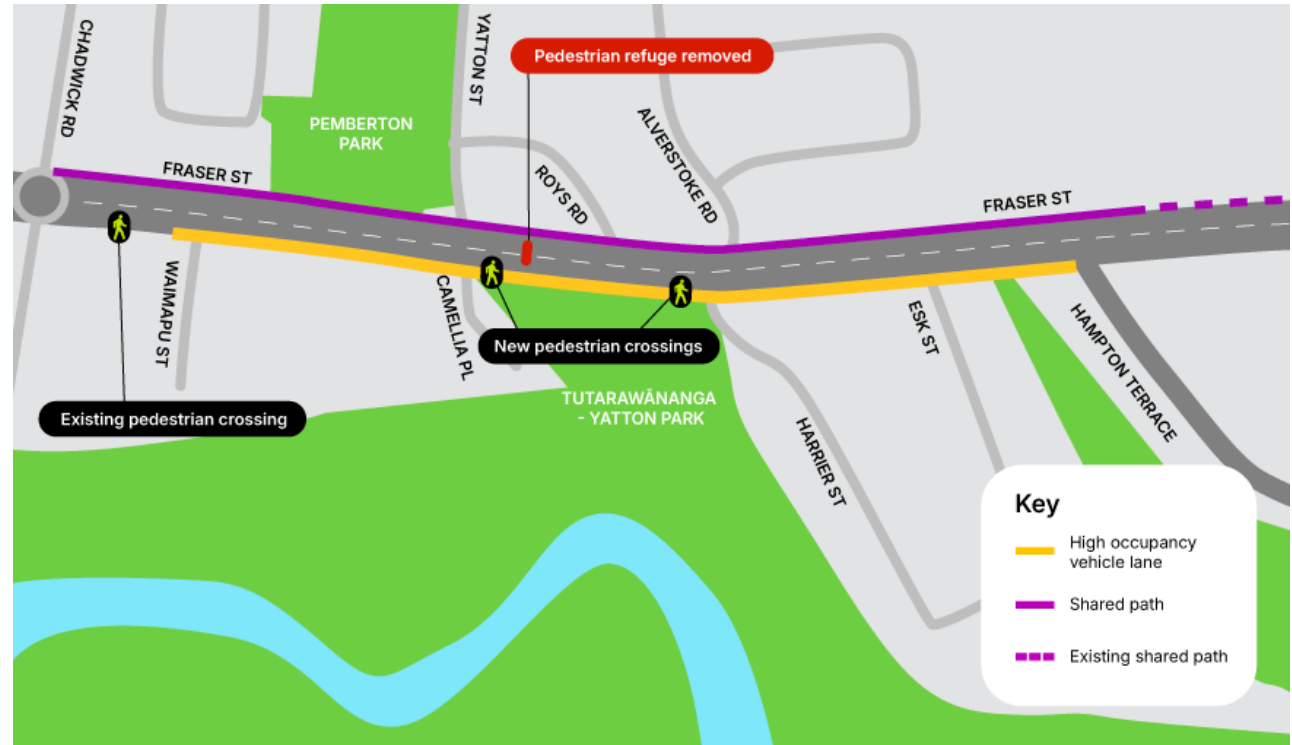 CHADWICK RD
YATTON ST
Pedestrian refuge removed
PEMBERTON
PARK
ALVERSTOKE RD
FRASER ST
ROYS RD
FRASER ST
WAIMAPU ST
CAMELLIA PL
New pedestrian crossings
ESK ST
HAMPTON TERRACE
Existing pedestrian crossing
TUTARAWĀNANGA
- YATTON PARK
HARRIER ST
Key
High occupancy
vehicle lane
Shared path
Existing shared path